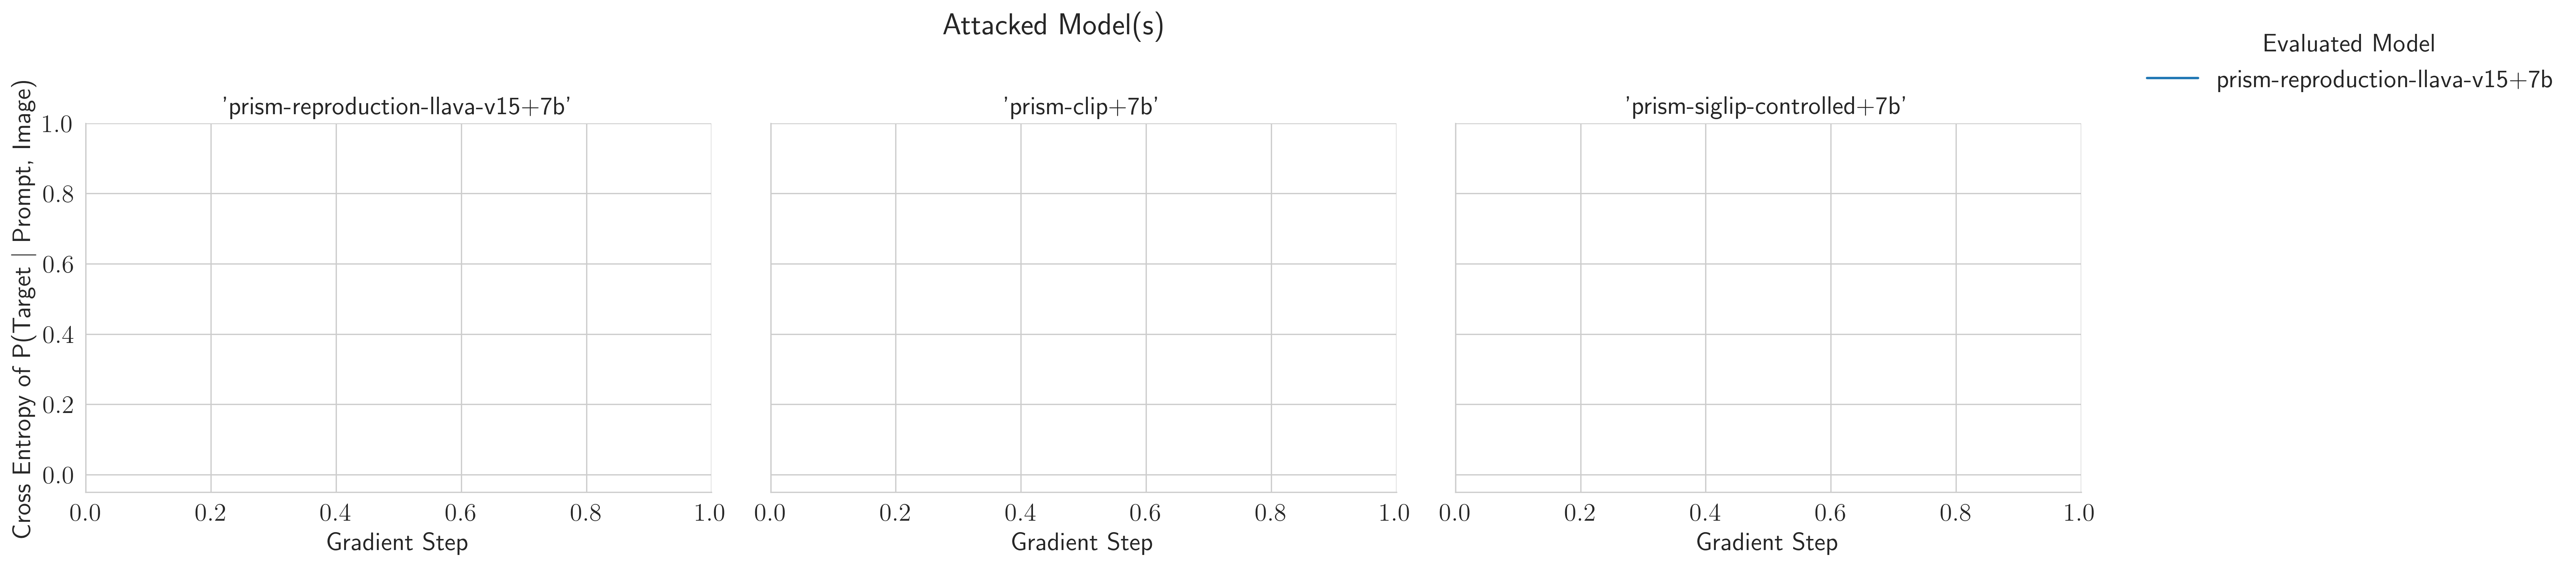 Attacked Model(s)
Evaluated Model
prism-reproduction-llava-v15+7b
Cross Entropy of P(Target | Prompt, Image)
'prism-reproduction-llava-v15+7b'
'prism-clip+7b'
'prism-siglip-controlled+7b'
1.0
0.8
0.6
0.4
0.2
0.0
0.0 0.2 0.4 0.6 0.8 1.0
0.0 0.2 0.4 0.6 0.8 1.0
0.0 0.2 0.4 0.6 0.8 1.0
Gradient Step
Gradient Step
Gradient Step